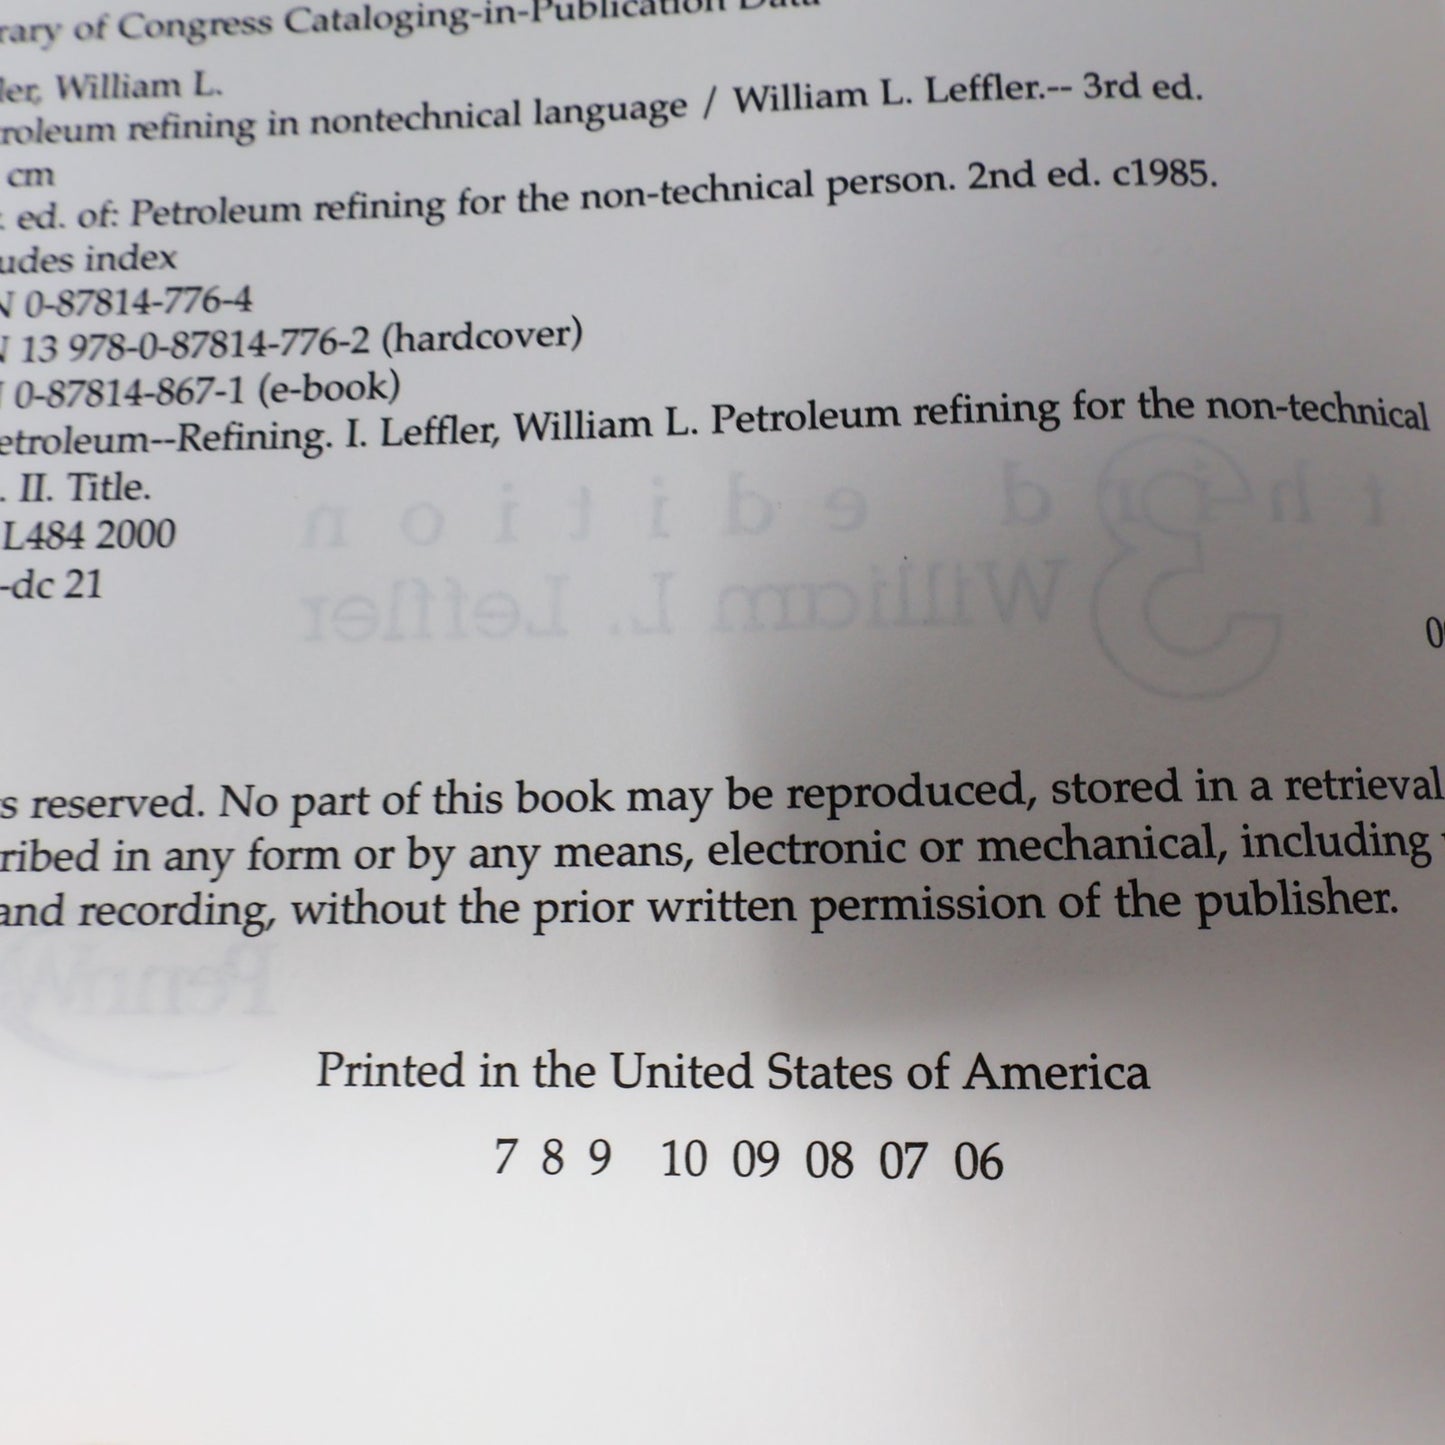 rary of Congress Cataloging-in-Publication Data
ler, William L.
roleum refining in nontechnical language / William L. Leffler.-- 3rd ed.
cm
ed. of: Petroleum refining for the non-technical person. 2nd ed. c1985.
udes index
N 0-87814-776-4
N 13 978-0-87814-776-2 (hardcover)
0-87814-867-1 (e-book)
etroleum--Refining. I. Leffler, William L. Petroleum refining for the non-technical
. II. Title.
L484 2000
-dc 21
third edition
William L. Leffler
3
s reserved. No part of this book may be reproduced, stored in a retrieval
ribed in any form or by any means, electronic or mechanical, including
and recording, without the prior written permission of the publisher.
PennW
Printed in the United States of America
7 8 9 10 09 08 07 06